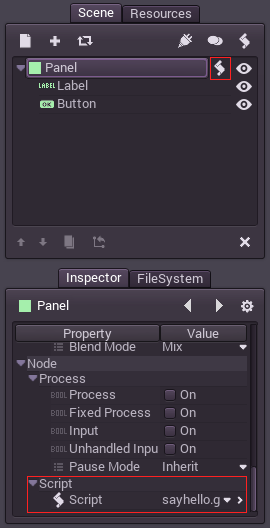 Scene Resources
Panel
LABEL Label
OK Button
Inspector FileSystem
Panel
Property Value
Blend Mode Mix
Node
Process
BOOL Process On
BOOL Fixed Process On
BOOL Input On
BOOL Unhandled Inpu On
Pause Mode Inherit
Script
Script sayhello.g